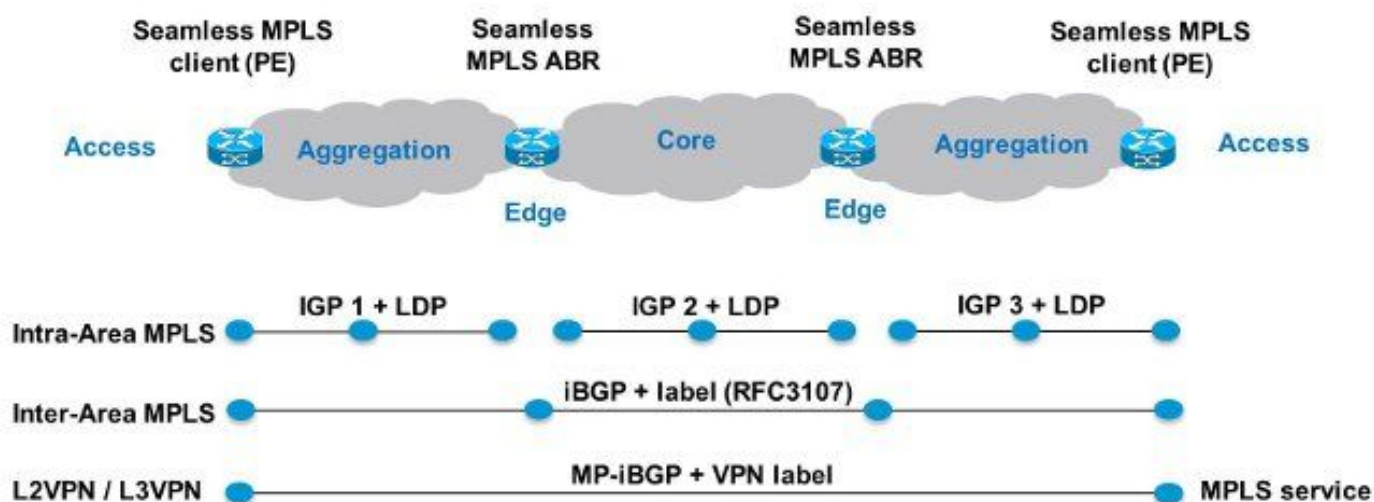 Seamless MPLS
client (PE)
Seamless
MPLS ABR
Seamless
MPLS ABR
Seamless MPLS
client (PE)
Access
Aggregation
Core
Aggregation
Access
Edge
Edge
IGP 1 + LDP
IGP 2 + LDP
IGP 3 + LDP
Intra-Area MPLS
iBGP + label (RFC3107)
Inter-Area MPLS
MP-iBGP + VPN label
L2VPN / L3VPN
MPLS service